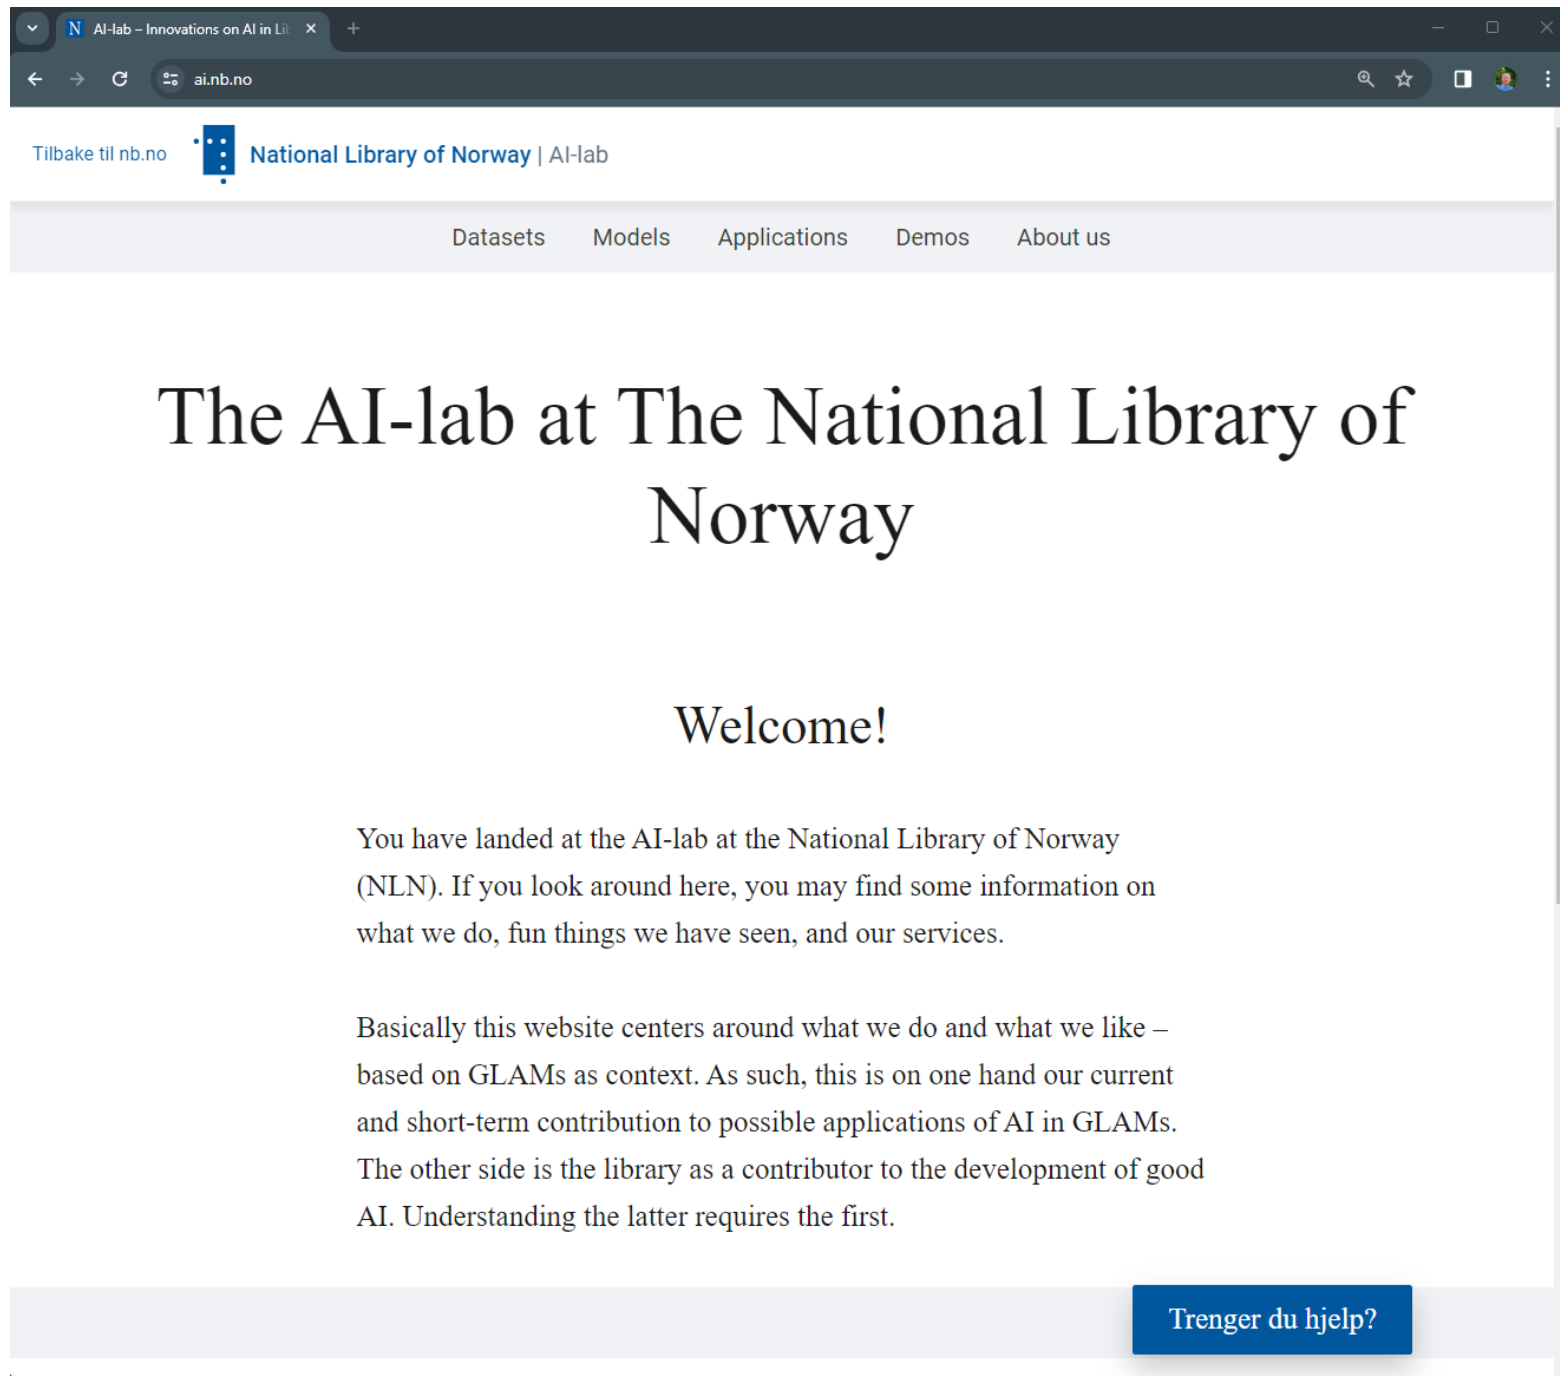 N AI-lab – Innovations on AI in Lib
ai.nb.no
Tilbake til nb.no National Library of Norway | AI-lab
Datasets Models Applications Demos About us
The AI-lab at The National Library of
Norway
Welcome!
You have landed at the AI-lab at the National Library of Norway
(NLN). If you look around here, you may find some information on
what we do, fun things we have seen, and our services.
Basically this website centers around what we do and what we like –
based on GLAMs as context. As such, this is on one hand our current
and short-term contribution to possible applications of AI in GLAMs.
The other side is the library as a contributor to the development of good
AI. Understanding the latter requires the first.
Trenger du hjelp?